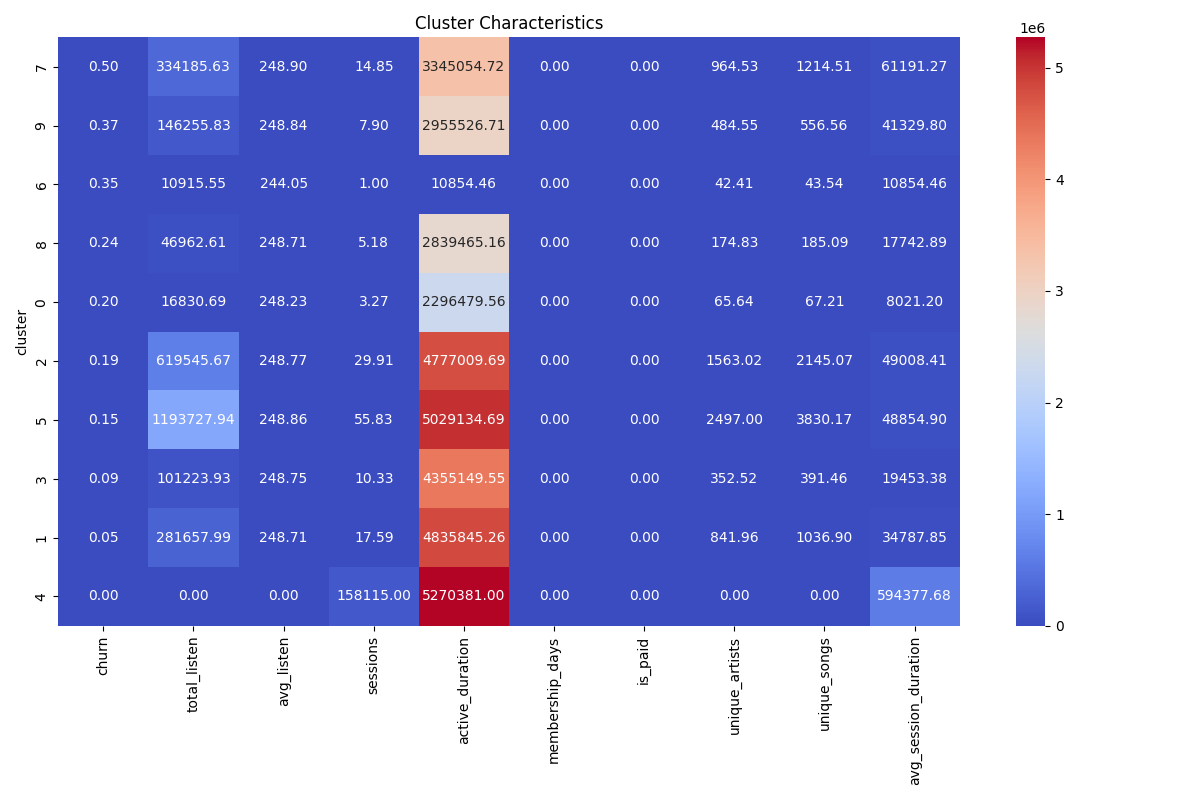 Cluster Characteristics
1e6
7 0.50 334185.63 248.90 14.85 3345054.72 0.00 0.00 964.53 1214.51 61191.27
9 0.37 146255.83 248.84 7.90 2955526.71 0.00 0.00 484.55 556.56 41329.80
6 0.35 10915.55 244.05 1.00 10854.46 0.00 0.00 42.41 43.54 10854.46
8 0.24 46962.61 248.71 5.18 2839465.16 0.00 0.00 174.83 185.09 17742.89
0 0.20 16830.69 248.23 3.27 2296479.56 0.00 0.00 65.64 67.21 8021.20
2 0.19 619545.67 248.77 29.91 4777009.69 0.00 0.00 1563.02 2145.07 49008.41
5 0.15 1193727.94 248.86 55.83 5029134.69 0.00 0.00 2497.00 3830.17 48854.90
3 0.09 101223.93 248.75 10.33 4355149.55 0.00 0.00 352.52 391.46 19453.38
1 0.05 281657.99 248.71 17.59 4835845.26 0.00 0.00 841.96 1036.90 34787.85
4 0.00 0.00 0.00 158115.00 5270381.00 0.00 0.00 0.00 0.00 594377.68
cluster
churn total_listen avg_listen sessions active_duration membership_days is_paid unique_artists unique_songs avg_session_duration
5
4
3
2
1
0